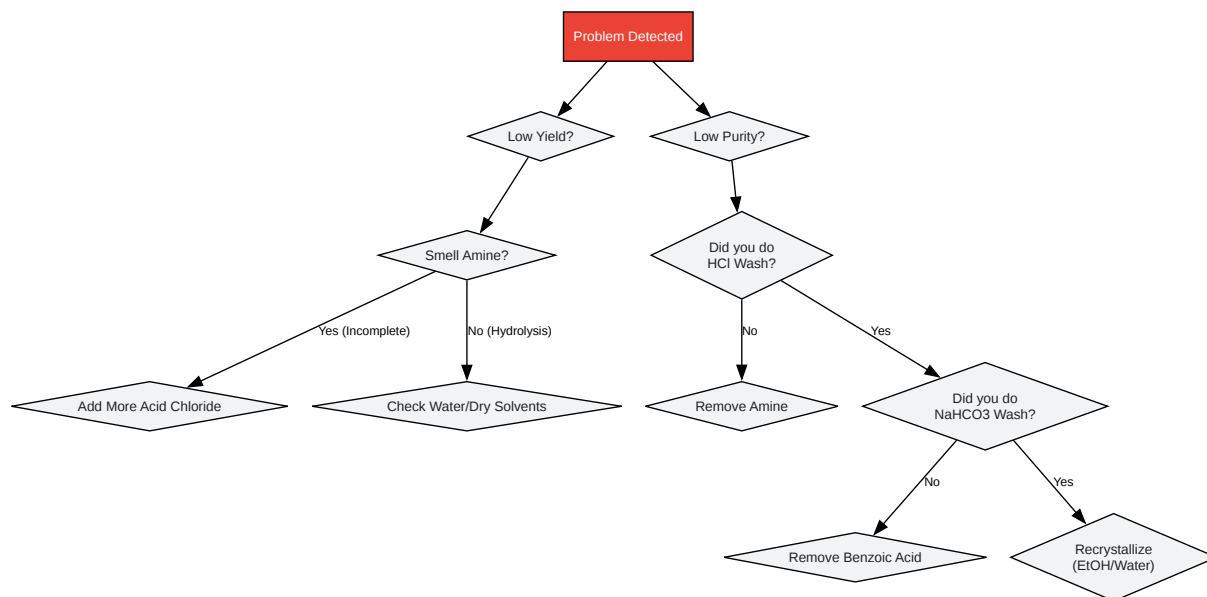 Problem Detected
Low Yield?
Low Purity?
Smell Amine?
Did you do
HCl Wash?
Yes (Incomplete)
No (Hydrolysis)
No
Yes
Add More Acid Chloride
Check Water/Dry Solvents
Remove Amine
Did you do
NaHCO3 Wash?
No
Yes
Remove Benzoic Acid
Recrystallize
(EtOH/Water)